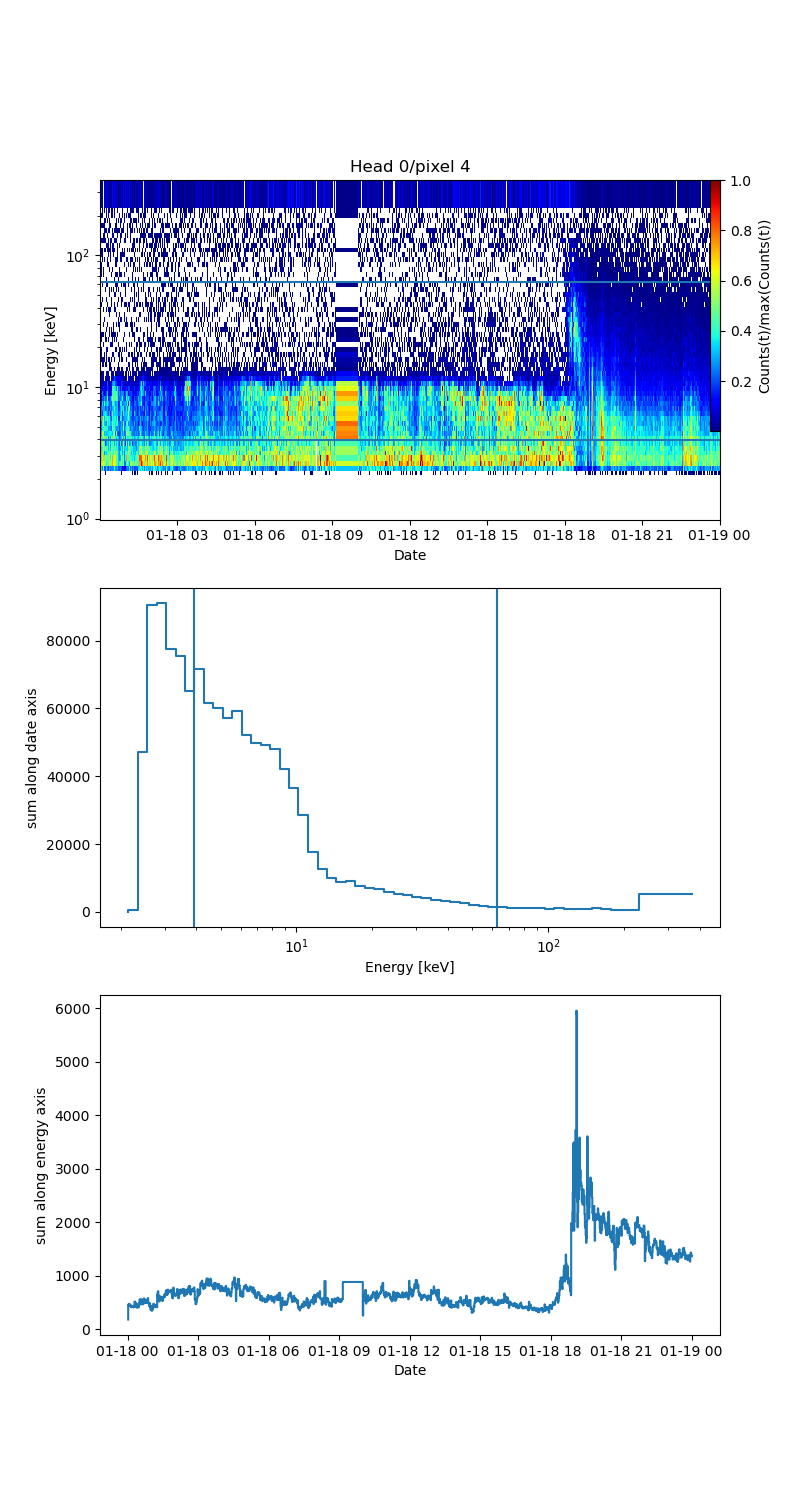 Head 0/pixel 4
Energy [keV]
10²
10¹
10⁰
01-18 03 01-18 06 01-18 09 01-18 12 01-18 15 01-18 18 01-18 21 01-19 00
Date
1.0
0.8
0.6
0.4
0.2
Counts(t)/max(Counts(t))
sum along date axis
80000
60000
40000
20000
0
10¹ 10²
Energy [keV]
sum along energy axis
6000
5000
4000
3000
2000
1000
0
01-18 00 01-18 03 01-18 06 01-18 09 01-18 12 01-18 15 01-18 18 01-18 21 01-19 00
Date